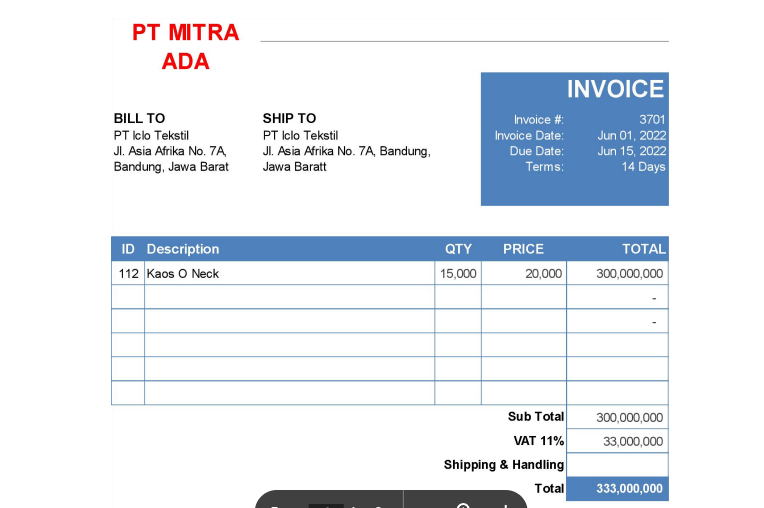 PT MITRA
ADA
INVOICE
BILL TO
PT Iclo Tekstil
Jl. Asia Afrika No. 7A,
Bandung, Jawa Barat
SHIP TO
PT Iclo Tekstil
Jl. Asia Afrika No. 7A, Bandung,
Jawa Baratt
Invoice #: 3701
Invoice Date: Jun 01, 2022
Due Date: Jun 15, 2022
Terms: 14 Days
ID Description QTY PRICE TOTAL
112 Kaos O Neck 15,000 20,000 300,000,000
-
-
Sub Total 300,000,000
VAT 11% 33,000,000
Shipping & Handling
Total 333,000,000